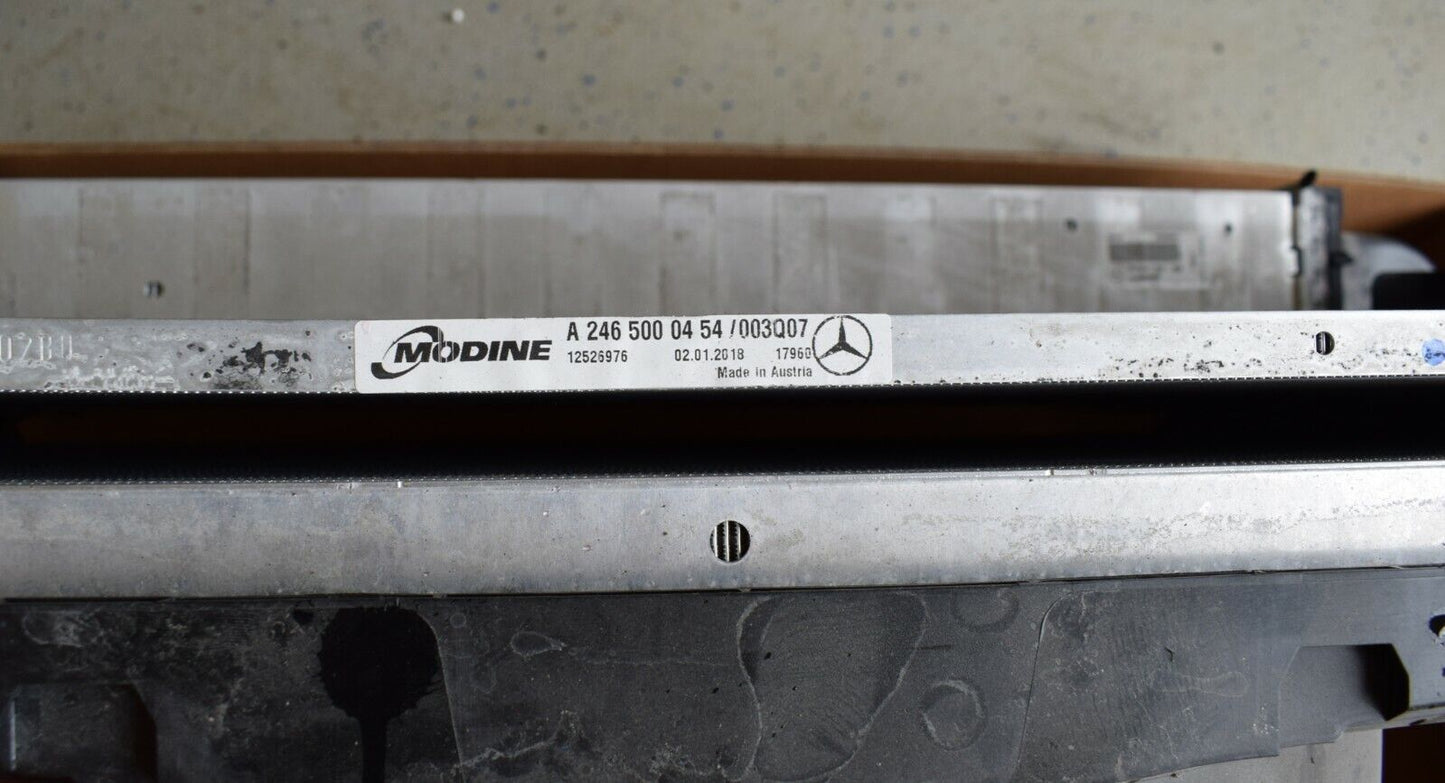 MODINE
A 246 500 04 54 /003Q07
12526976 02.01.2018 17960
Made in Austria